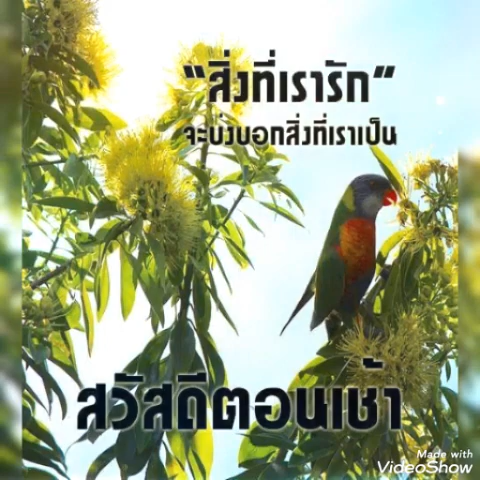 “สิ่งที่เรารัก”
จะบ่งบอกสิ่งที่เราเป็น
สวัสดีตอนเช้า
Made with
VideoShow